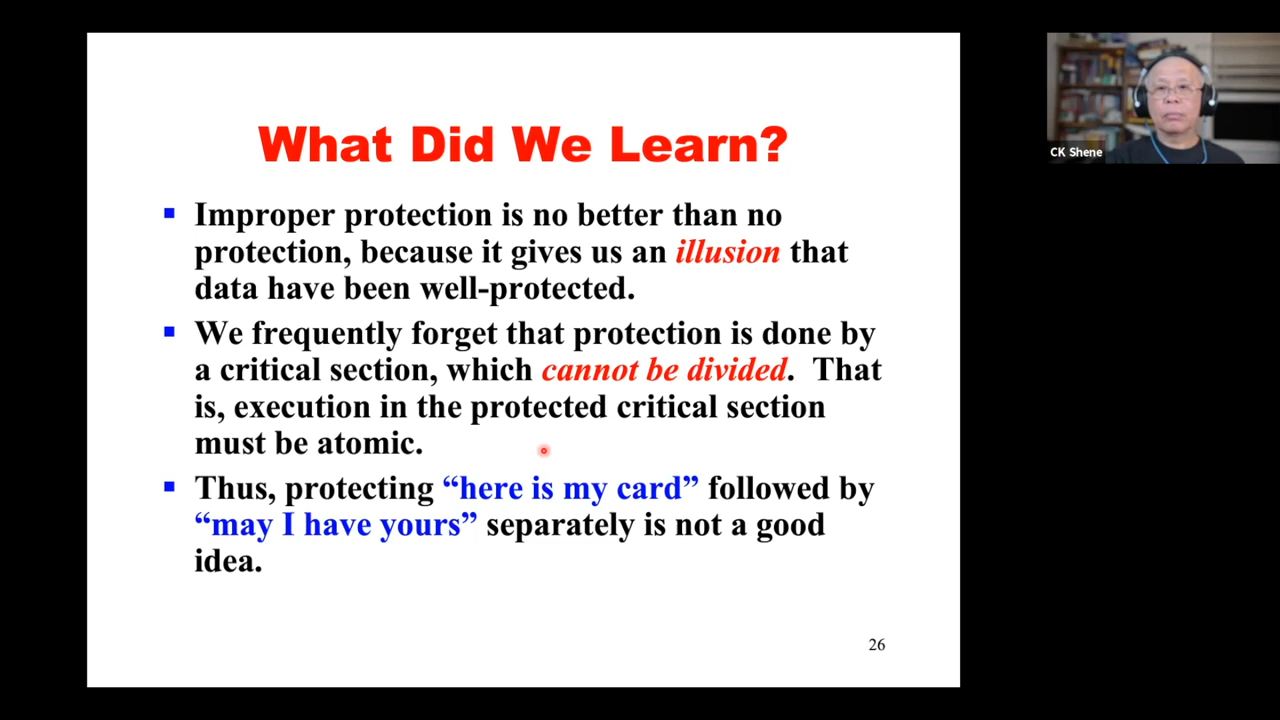 What Did We Learn?
Improper protection is no better than no
protection, because it gives us an illusion that
data have been well-protected.
We frequently forget that protection is done by
a critical section, which cannot be divided.  That
is, execution in the protected critical section
must be atomic.
Thus, protecting “here is my card” followed by
“may I have yours” separately is not a good
idea.
26
CK Shene